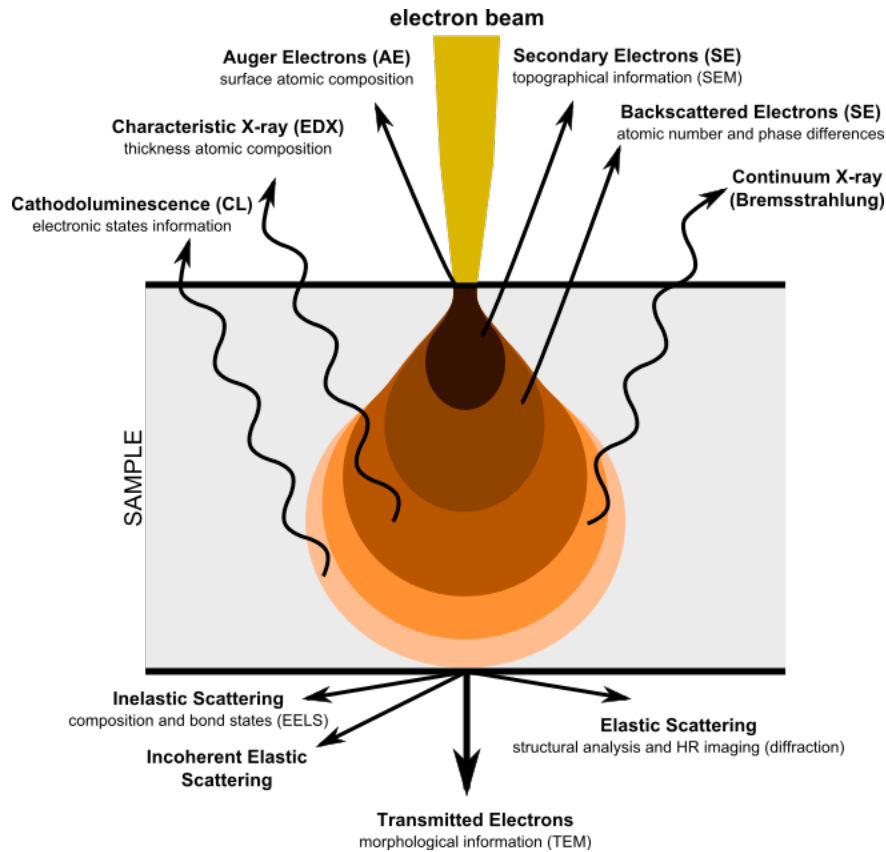 electron beam
Auger Electrons (AE)
surface atomic composition
Secondary Electrons (SE)
topographical information (SEM)
Characteristic X-ray (EDX)
thickness atomic composition
Backscattered Electrons (SE)
atomic number and phase differences
Cathodoluminescence (CL)
electronic states information
Continuum X-ray
(Bremsstrahlung)
SAMPLE
Inelastic Scattering
composition and bond states (EELS)
Incoherent Elastic
Scattering
Elastic Scattering
structural analysis and HR imaging (diffraction)
Transmitted Electrons
morphological information (TEM)